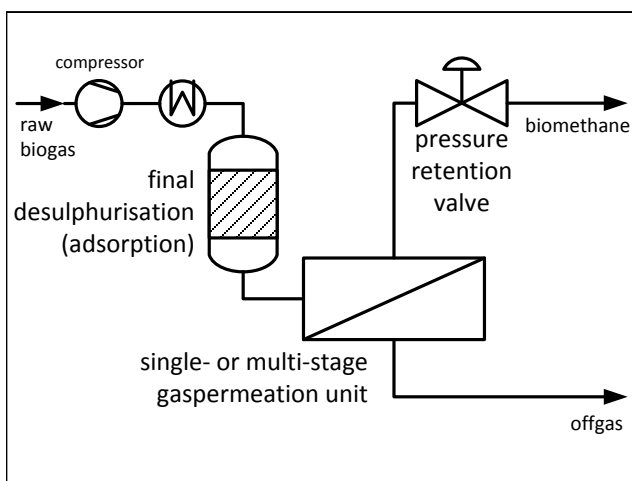 compressor
raw
biogas
final
desulphurisation
(adsorption)
pressure
retention
valve
biomethane
single- or multi-stage
gaspermeation unit
offgas